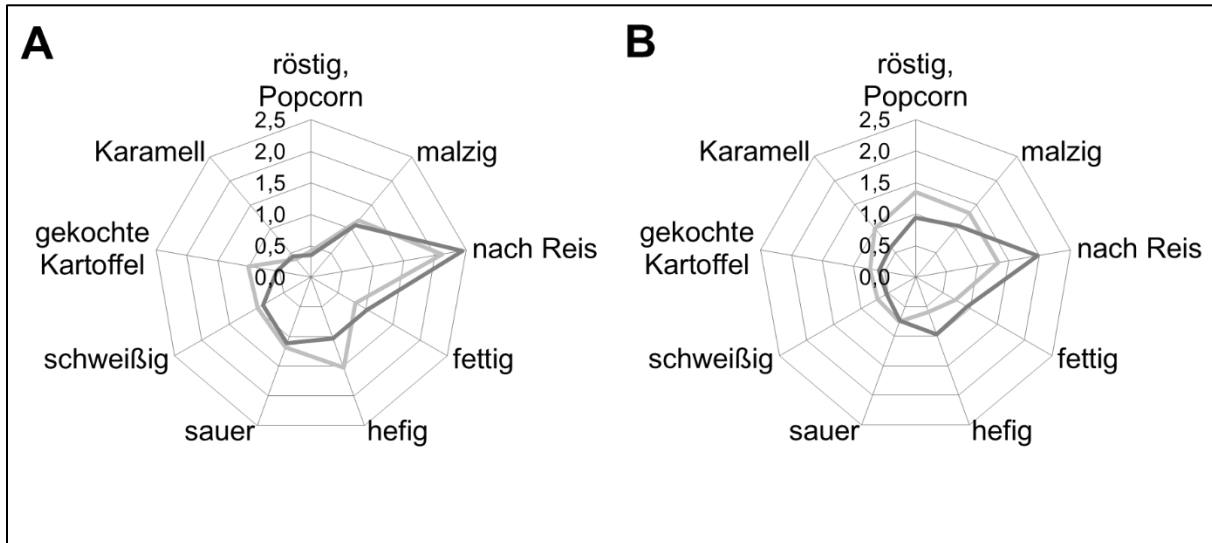 A
röstig,
Popcorn
2,5
2,0
1,5
1,0
0,5
0,0
malzig
nach Reis
fettig
hefig
sauer
schweißig
gekochte
Kartoffel
Karamell
B
röstig,
Popcorn
2,5
2,0
1,5
1,0
0,5
0,0
malzig
nach Reis
fettig
hefig
sauer
schweißig
gekochte
Kartoffel
Karamell